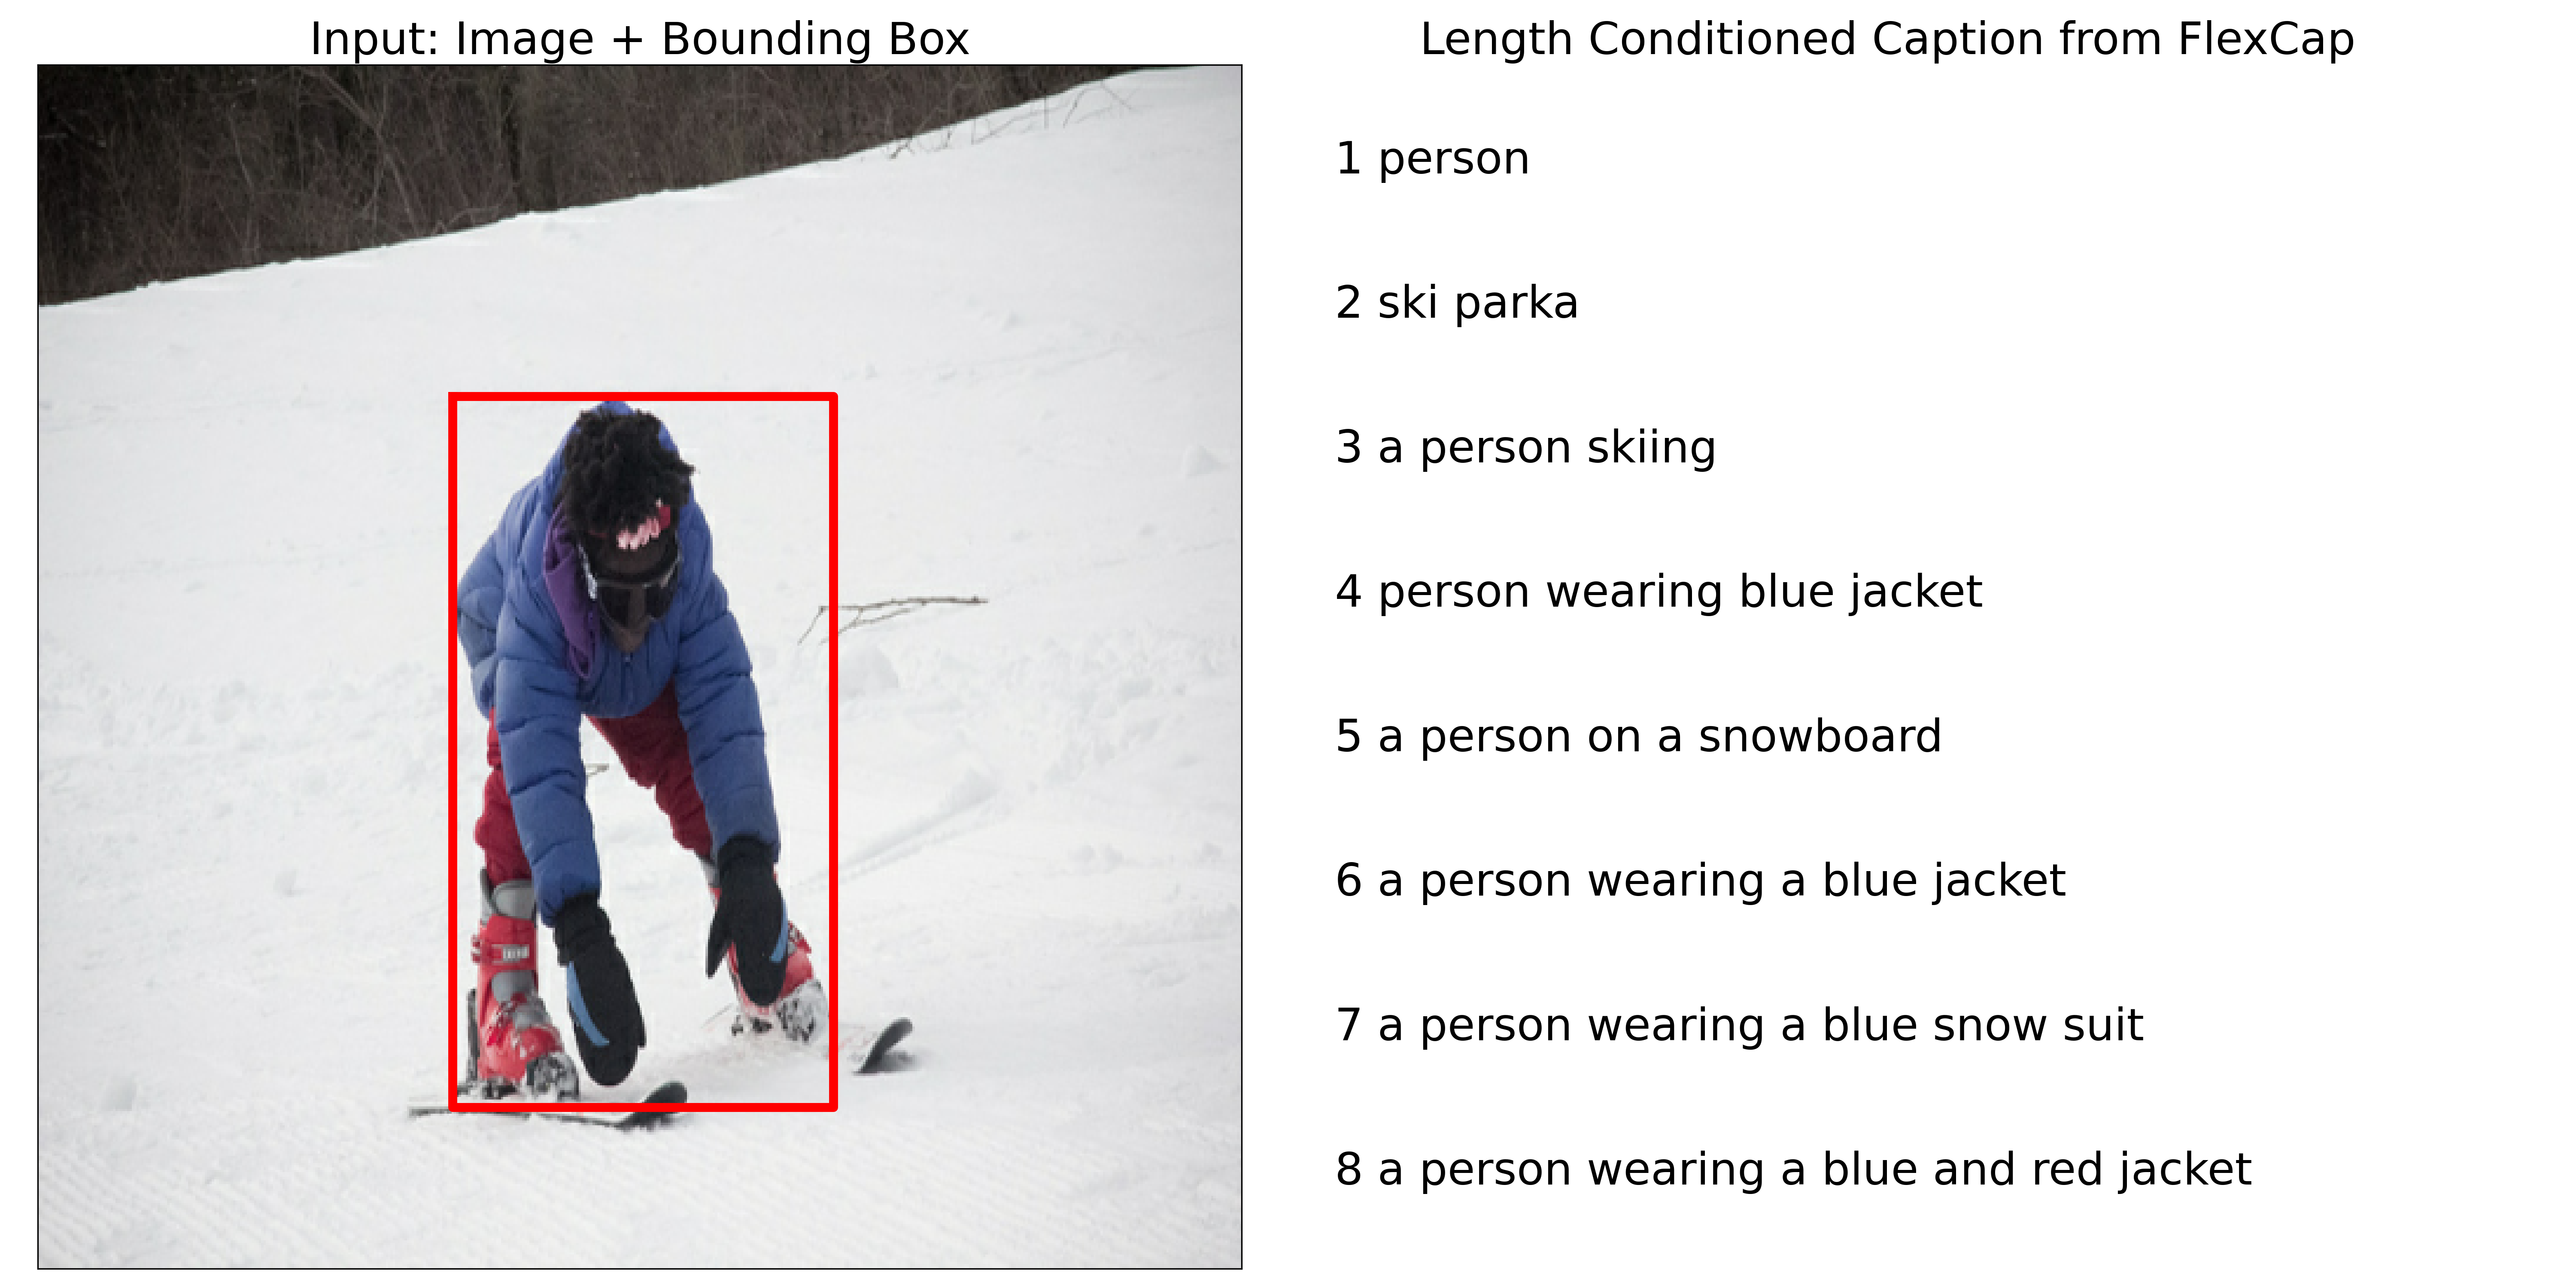 Input: Image + Bounding Box
Length Conditioned Caption from FlexCap
1 person
2 ski parka
3 a person skiing
4 person wearing blue jacket
5 a person on a snowboard
6 a person wearing a blue jacket
7 a person wearing a blue snow suit
8 a person wearing a blue and red jacket